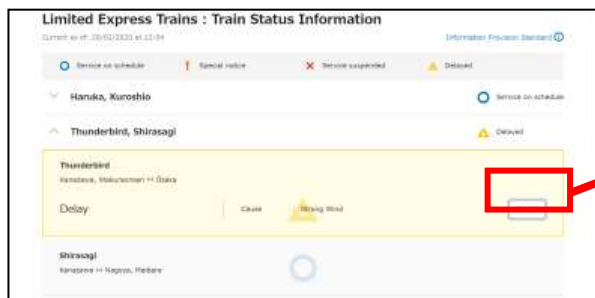 Limited Express Trains : Train Status Information
Information Provision Standard
Service on schedule
Special notice
Service suspended
Delayed
Haruka, Kuroshio
Service on schedule
Thunderbird, Shirasagi
Delayed
Thunderbird
Delay
Cause
Strong Wind
Shirasagi